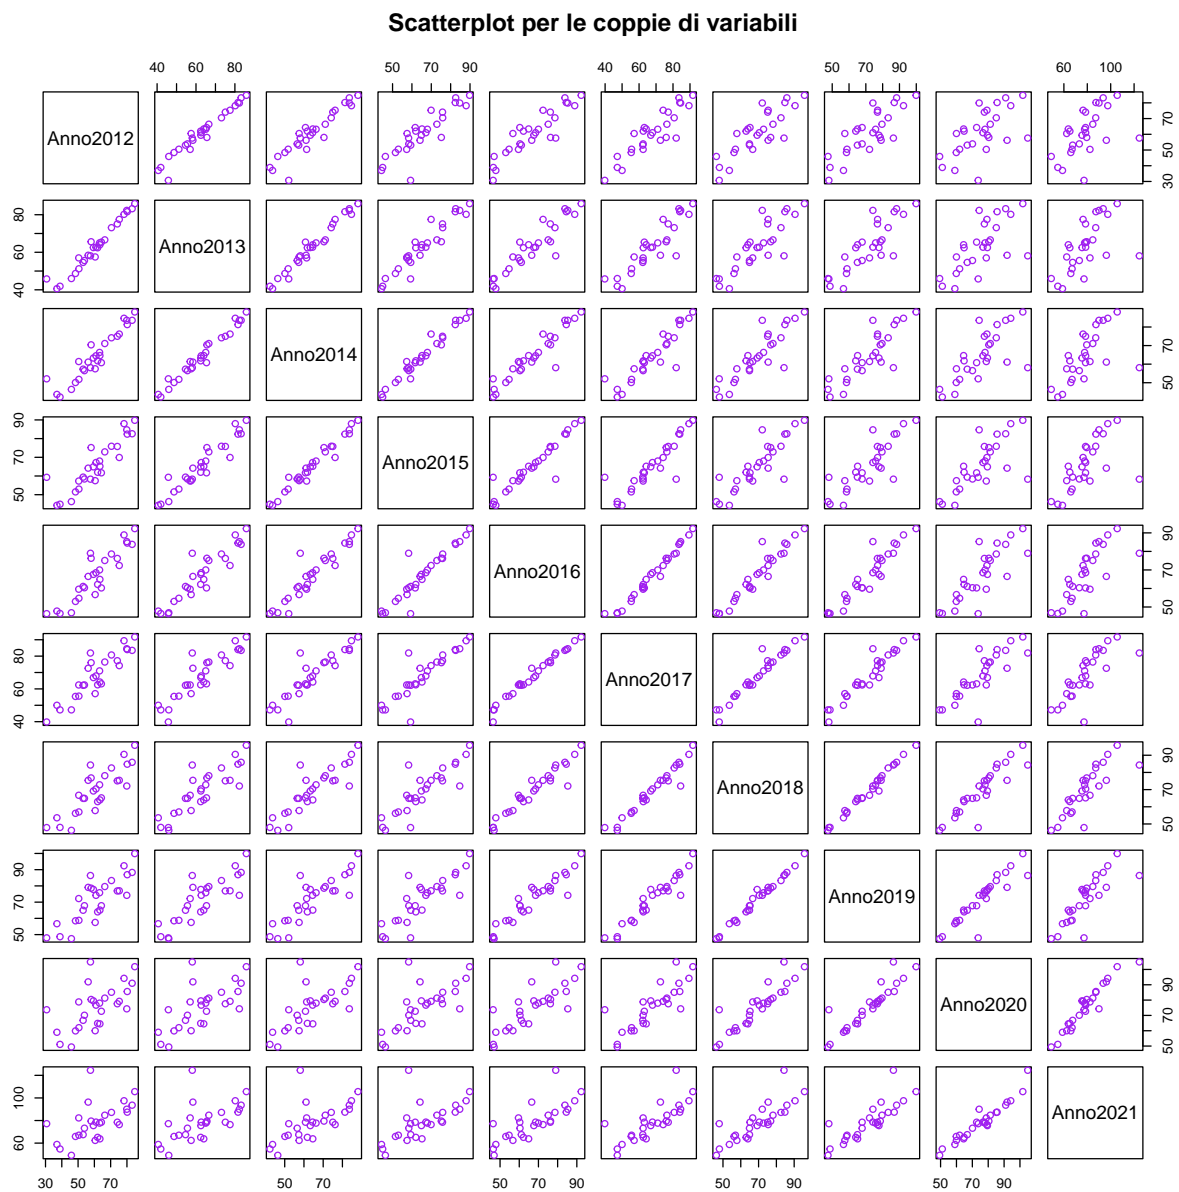 Scatterplot per le coppie di variabili
40 80 50 70 90 40 60 80 50 70 90 60 100
Anno2012
30 50 70
40 60 80
Anno2013
Anno2014
50 70
50 70 90
Anno2015
Anno2016
50 70 90
40 60 80
Anno2017
Anno2018
50 70 90
50 70 90
Anno2019
Anno2020
50 70 90
60 100
Anno2021
30 50 70 50 70 50 70 90 50 70 90 50 70 90